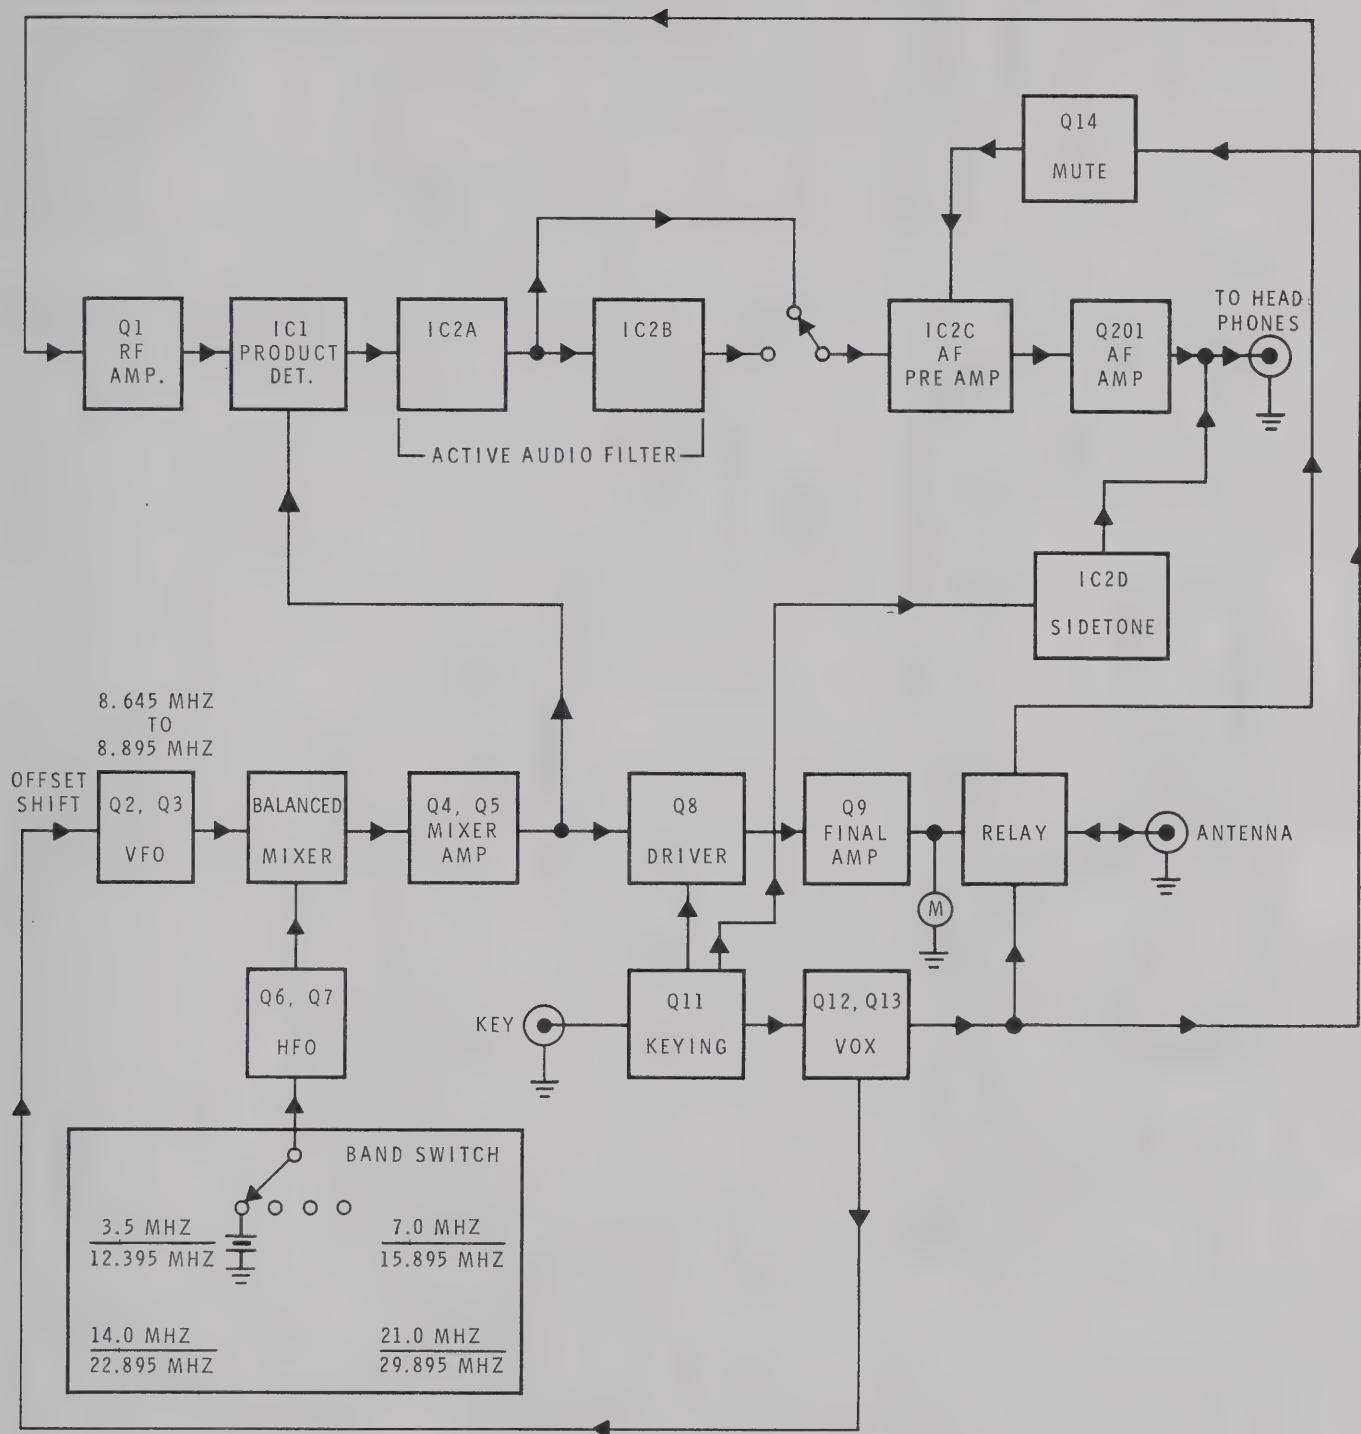 Q14
MUTE
Q1
RF
AMP.
IC1
PRODUCT
DET.
IC2A
IC2B
IC2C
AF
PRE AMP
Q201
AF
AMP
TO HEAD
PHONES
ACTIVE AUDIO FILTER
IC2D
SIDETONE
8.645 MHZ
TO
8.895 MHZ
OFFSET
SHIFT
Q2, Q3
VFO
BALANCED
MIXER
Q4, Q5
MIXER
AMP
Q8
DRIVER
Q9
FINAL
AMP
RELAY
ANTENNA
M
Q6, Q7
HFO
KEY
Q11
KEYING
Q12, Q13
VOX
BAND SWITCH
3.5 MHZ
12.395 MHZ
7.0 MHZ
15.895 MHZ
14.0 MHZ
22.895 MHZ
21.0 MHZ
29.895 MHZ